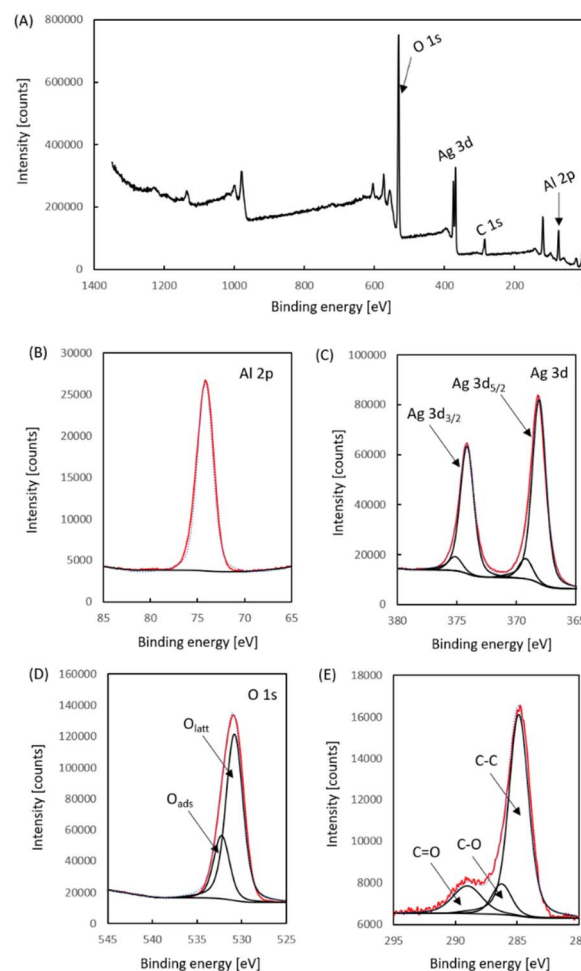 (A)
Intensity [counts]
800000
600000
400000
200000
0
O 1s
Ag 3d
C 1s
Al 2p
1400
1200
1000
800
600
400
200
Binding energy [eV]
(B)
Al 2p
Intensity [counts]
30000
25000
20000
15000
10000
5000
0
85
80
75
70
65
Binding energy [eV]
(C)
Ag 3d
Ag 3d5/2
Ag 3d3/2
Intensity [counts]
100000
80000
60000
40000
20000
0
380
375
370
365
Binding energy [eV]
(D)
O 1s
Olatt
Oads
Intensity [counts]
160000
140000
120000
100000
80000
60000
40000
20000
0
545
540
535
530
525
Binding energy [eV]
(E)
C-C
C-O
C=O
Intensity [counts]
18000
16000
14000
12000
10000
8000
6000
295
290
285
Binding energy [eV]